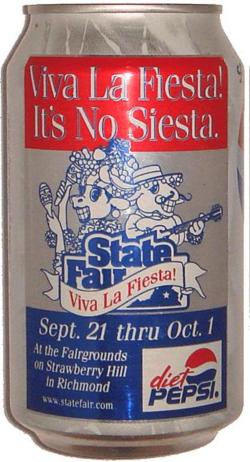 Viva La Fiesta!
It's No Siesta.
State
Fair
Viva La Fiesta!
Sept. 21 thru Oct. 1
At the Fairgrounds
on Strawberry Hill
in Richmond
www.statefair.com
diet
PEPSI